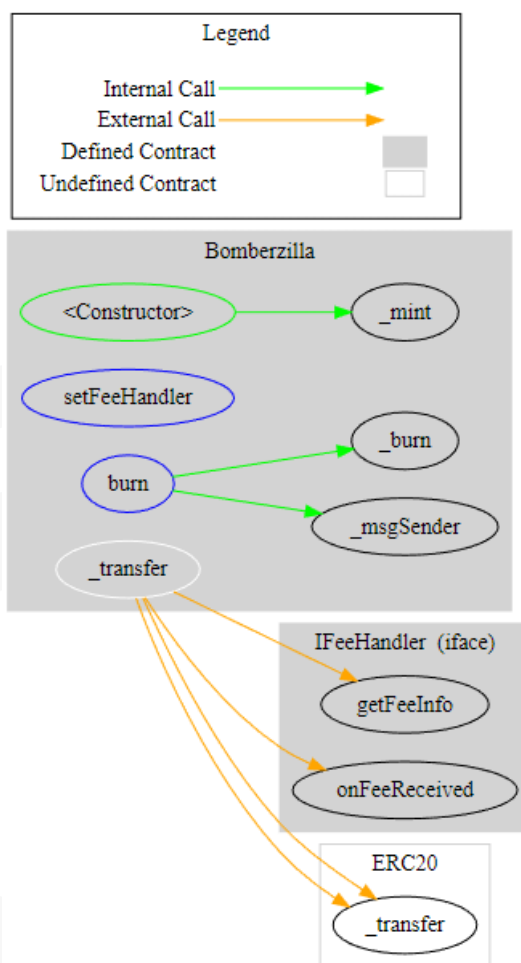 Legend
Internal Call
External Call
Defined Contract
Undefined Contract
Bomberzilla
<Constructor>
_mint
setFeeHandler
_burn
burn
_msgSender
_transfer
IFeeHandler (iface)
getFeeInfo
onFeeReceived
ERC20
_transfer